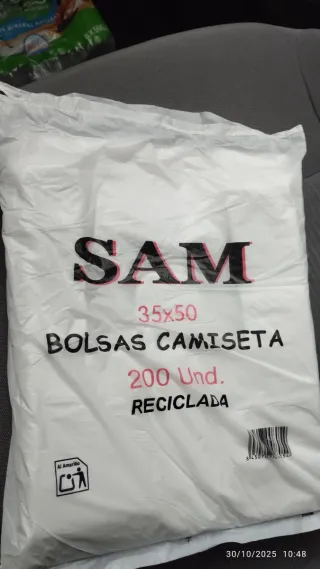 SAM
35x50
BOLSAS CAMISETA
200 Und.
RECICLADA
Al Amarillo
30/10/2025 10:48